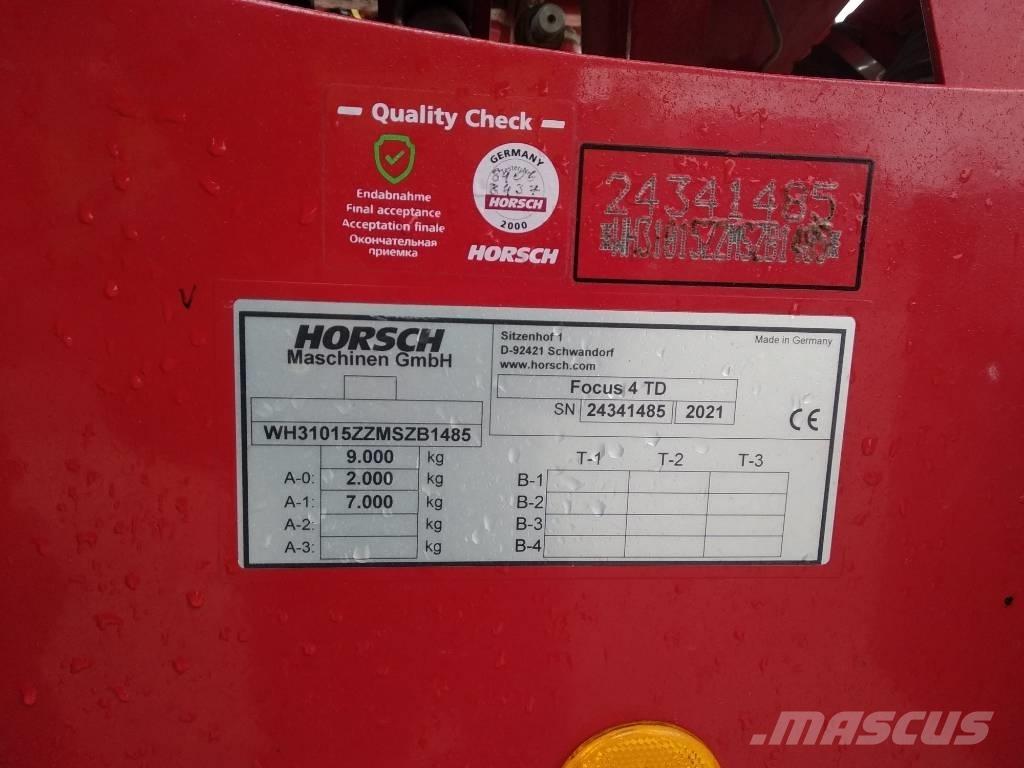 Quality Check
Endabnahme
Final acceptance
Acceptation finale
Окончательная
приемка
GERMANY
HORSCH
2000
HORSCH
24341485
HORSCH
Maschinen GmbH
Sitzenhof 1
D-92421 Schwandorf
www.horsch.com
Made in Germany
Focus 4 TD
SN 24341485 2021
CE
WH31015ZZMSZB1485
9.000 kg
A-0: 2.000 kg
A-1: 7.000 kg
A-2: kg
A-3: kg
T-1 T-2 T-3
B-1
B-2
B-3
B-4
MASCUS